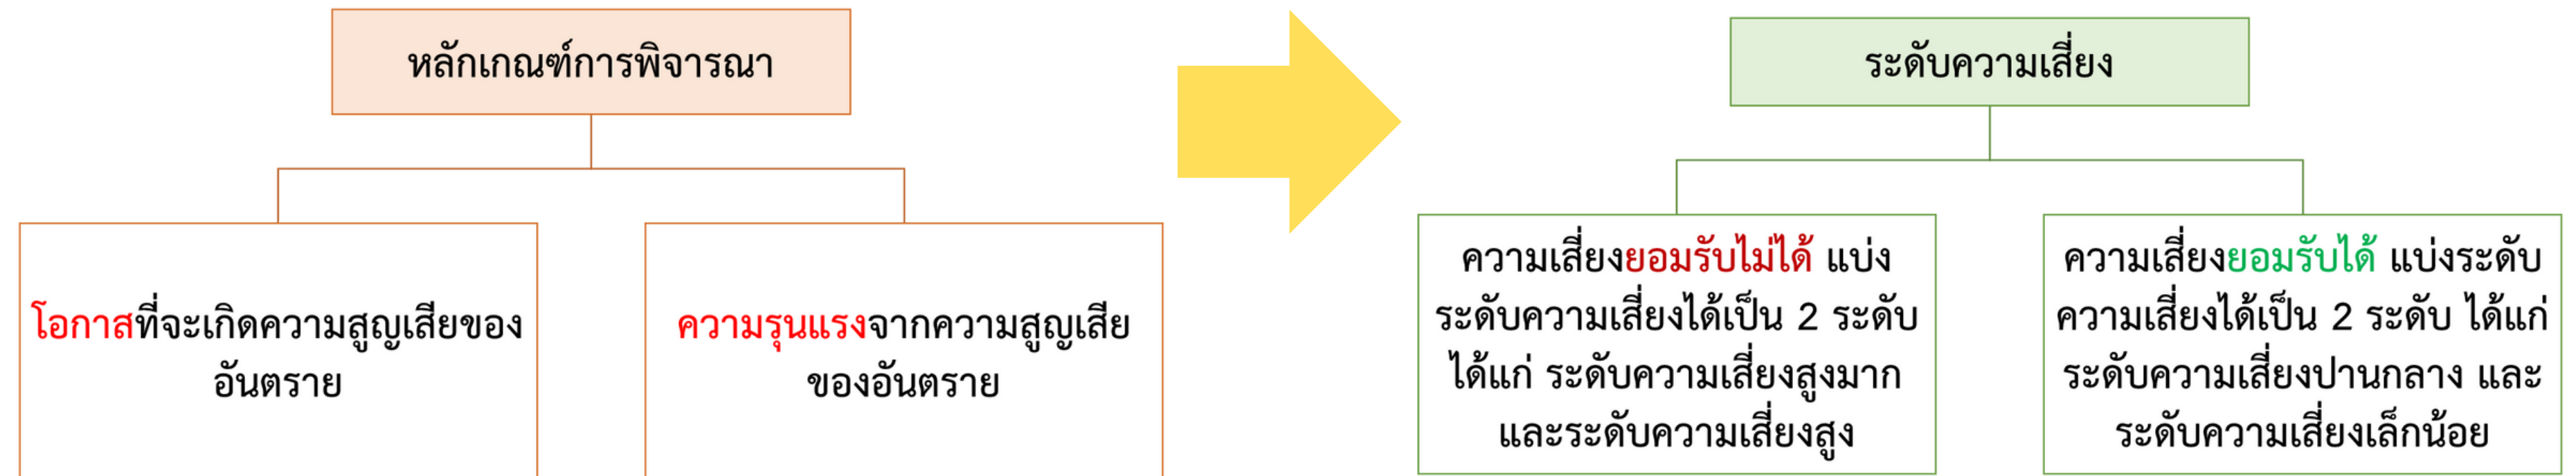 หลักเกณฑ์การพิจารณา
โอกาสที่จะเกิดความสูญเสียของ
อันตราย
ความรุนแรงจากความสูญเสีย
ของอันตราย
ระดับความเสี่ยง
ความเสี่ยงยอมรับไม่ได้ แบ่ง
ระดับความเสี่ยงได้เป็น 2 ระดับ
ได้แก่ ระดับความเสี่ยงสูงมาก
และระดับความเสี่ยงสูง
ความเสี่ยงยอมรับได้ แบ่งระดับ
ความเสี่ยงได้เป็น 2 ระดับ ได้แก่
ระดับความเสี่ยงปานกลาง และ
ระดับความเสี่ยงเล็กน้อย